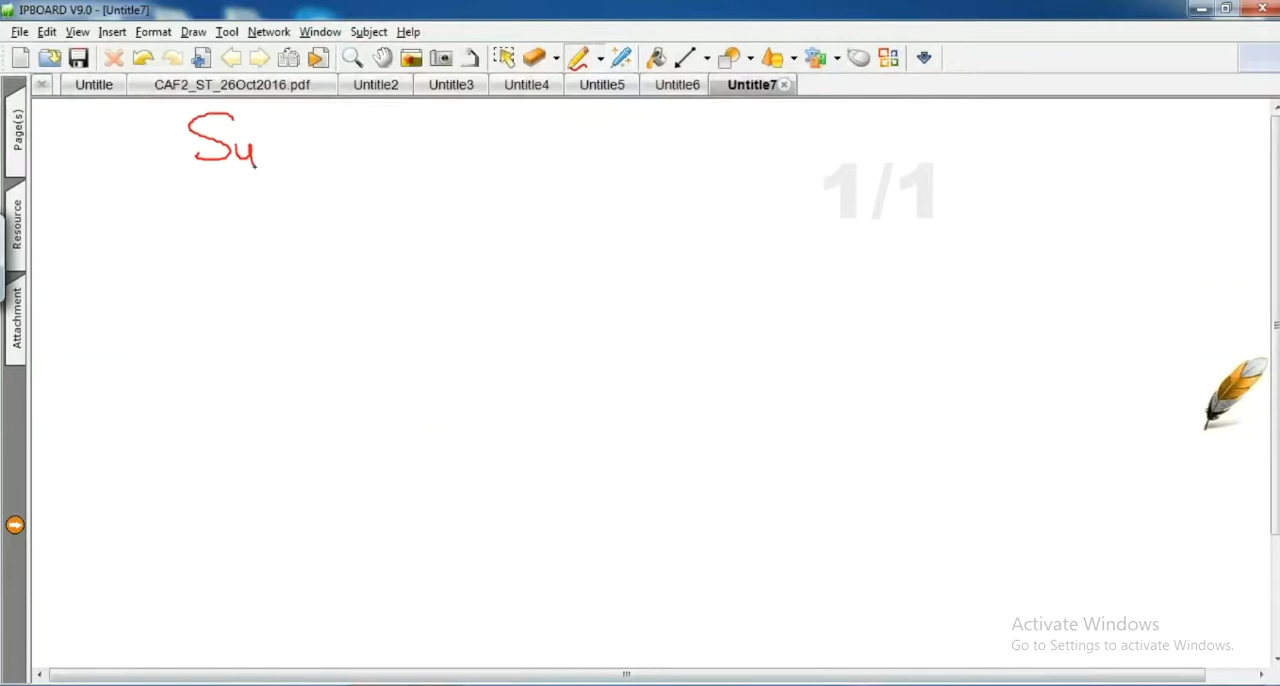 IPBOARD V9.0 - [Untitle7]
File Edit View Insert Format Draw Tool Network Window Subject Help
Untitle CAF2_ST_26Oct2016.pdf Untitle2 Untitle3 Untitle4 Untitle5 Untitle6 Untitle7
Page(s)
Resource
Attachment
Su
1/1
Activate Windows
Go to Settings to activate Windows.